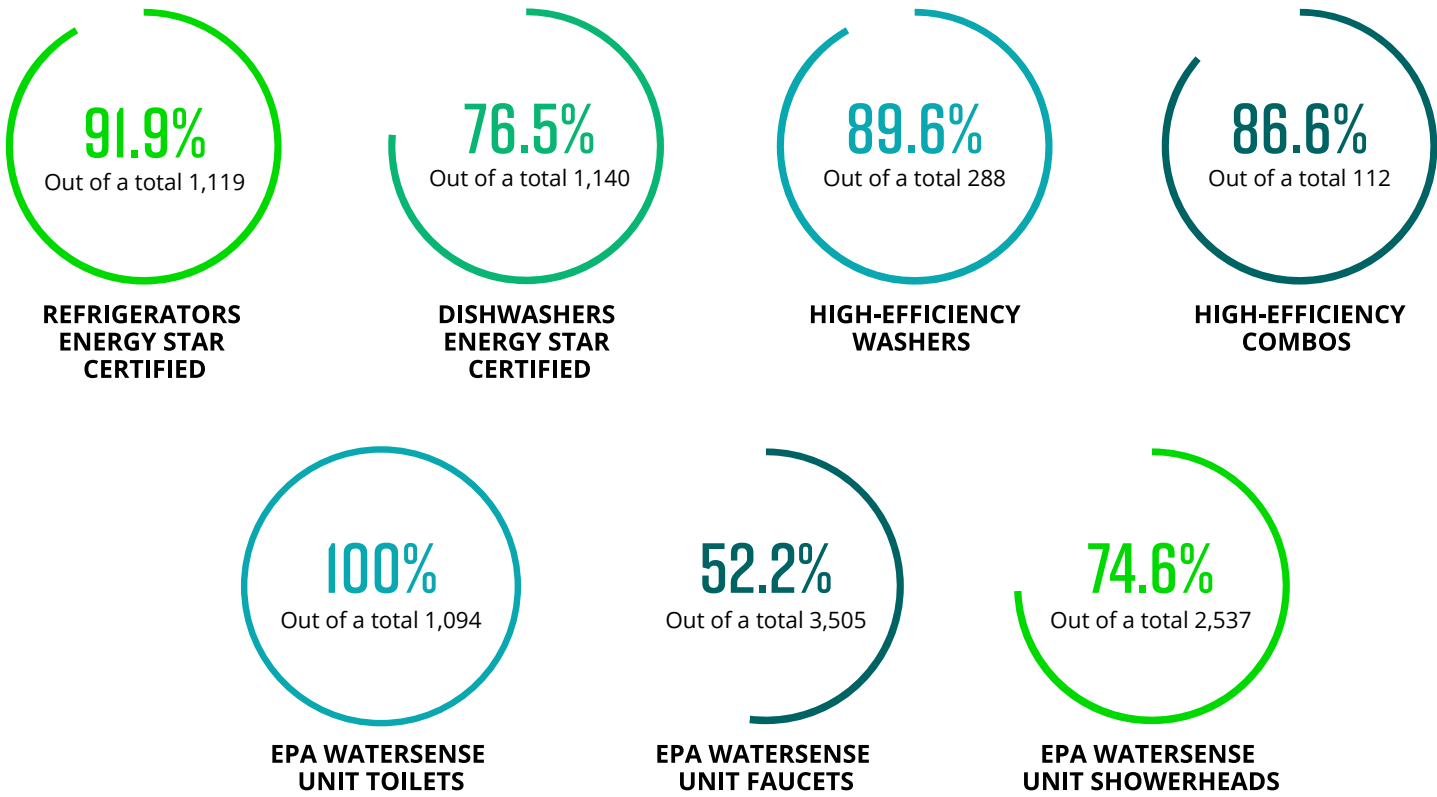 91.9%
Out of a total 1,119
REFRIGERATORS
ENERGY STAR
CERTIFIED
76.5%
Out of a total 1,140
DISHWASHERS
ENERGY STAR
CERTIFIED
89.6%
Out of a total 288
HIGH-EFFICIENCY
WASHERS
86.6%
Out of a total 112
HIGH-EFFICIENCY
COMBOS
100%
Out of a total 1,094
EPA WATERSENSE
UNIT TOILETS
52.2%
Out of a total 3,505
EPA WATERSENSE
UNIT FAUCETS
74.6%
Out of a total 2,537
EPA WATERSENSE
UNIT SHOWERHEADS